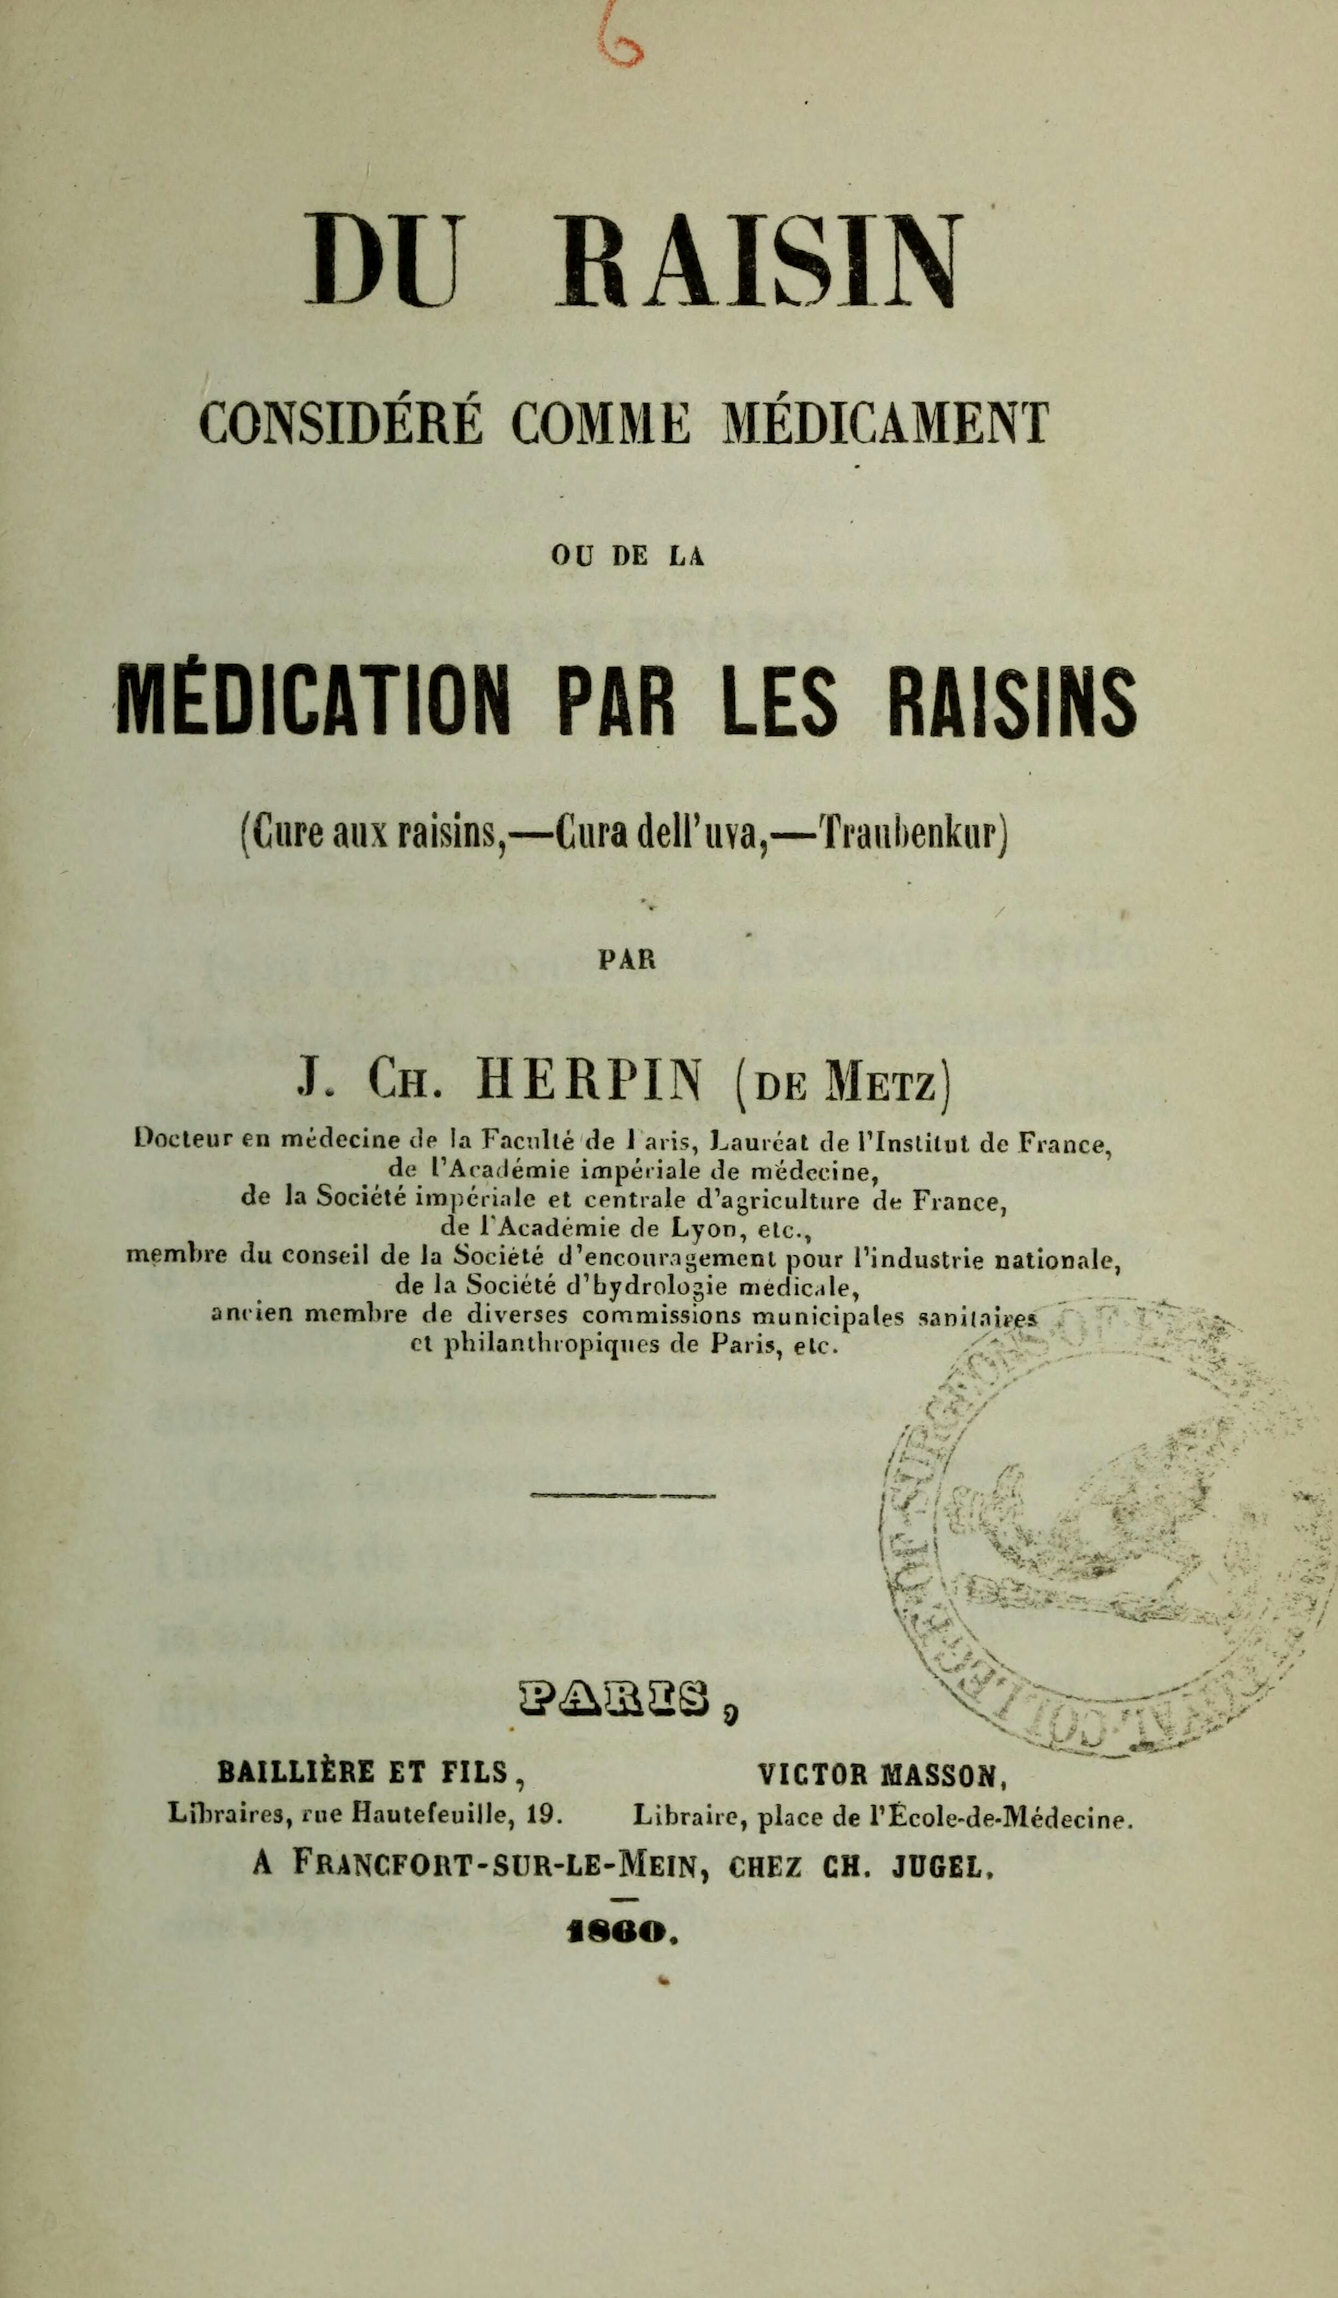 6
DU RAISIN
CONSIDÉRÉ COMME MÉDICAMENT
OU DE LA
MÉDICATION PAR LES RAISINS
(Cure aux raisins,—Cura dell'uva,—Traubenkur)
PAR
J. CH. HERPIN (DE METZ)
Docteur en médecine de la Faculté de Paris, Lauréat de l'Institut de France,
de l'Académie impériale de médecine,
de la Société impériale et centrale d'agriculture de France,
de l'Académie de Lyon, etc.,
membre du conseil de la Société d'encouragement pour l'industrie nationale,
de la Société d'hydrologie médicale,
ancien membre de diverses commissions municipales sanitaires
et philanthropiques de Paris, etc.
PARIS,
BAILLIÈRE ET FILS, VICTOR MASSON,
Libraires, rue Hautefeuille, 19. Libraire, place de l'École-de-Médecine.
A FRANCFORT-SUR-LE-MEIN, CHEZ CH. JUGEL.
1860.
COLLEGE OF SURGEONS OF